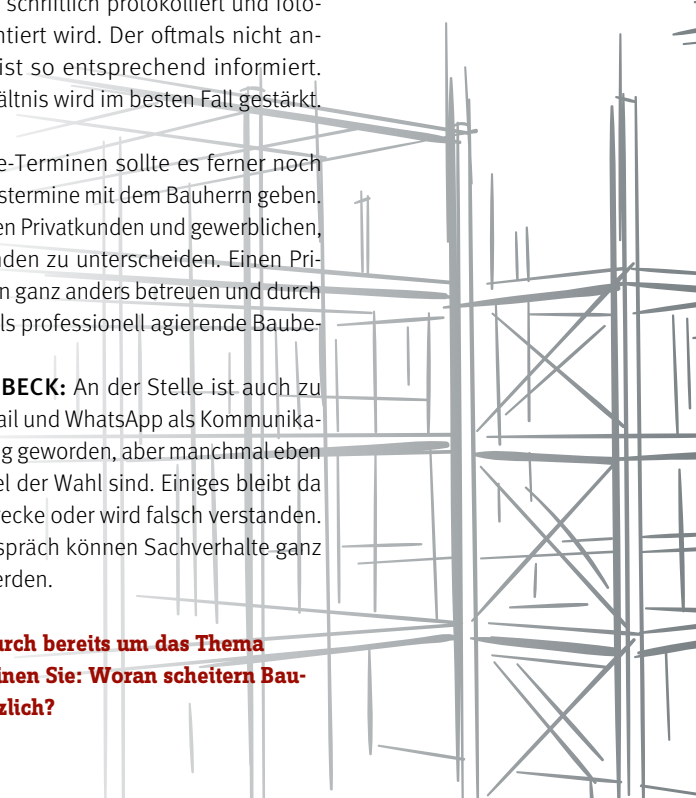 schriftlich protokolliert und foto-
ntiert wird. Der oftmals nicht an-
ist so entsprechend informiert.
ältnis wird im besten Fall gestärkt.
e-Terminen sollte es ferner noch
stermine mit dem Bauherrn geben.
en Privatkunden und gewerblichen,
nden zu unterscheiden. Einen Pri-
n ganz anders betreuen und durch
ls professionell agierende Baube-
BECK: An der Stelle ist auch zu
ail und WhatsApp als Kommunika-
g geworden, aber manchmal eben
el der Wahl sind. Einiges bleibt da
recke oder wird falsch verstanden.
espräch können Sachverhalte ganz
erden.
urch bereits um das Thema
inen Sie: Woran scheitern Bau-
zlich?